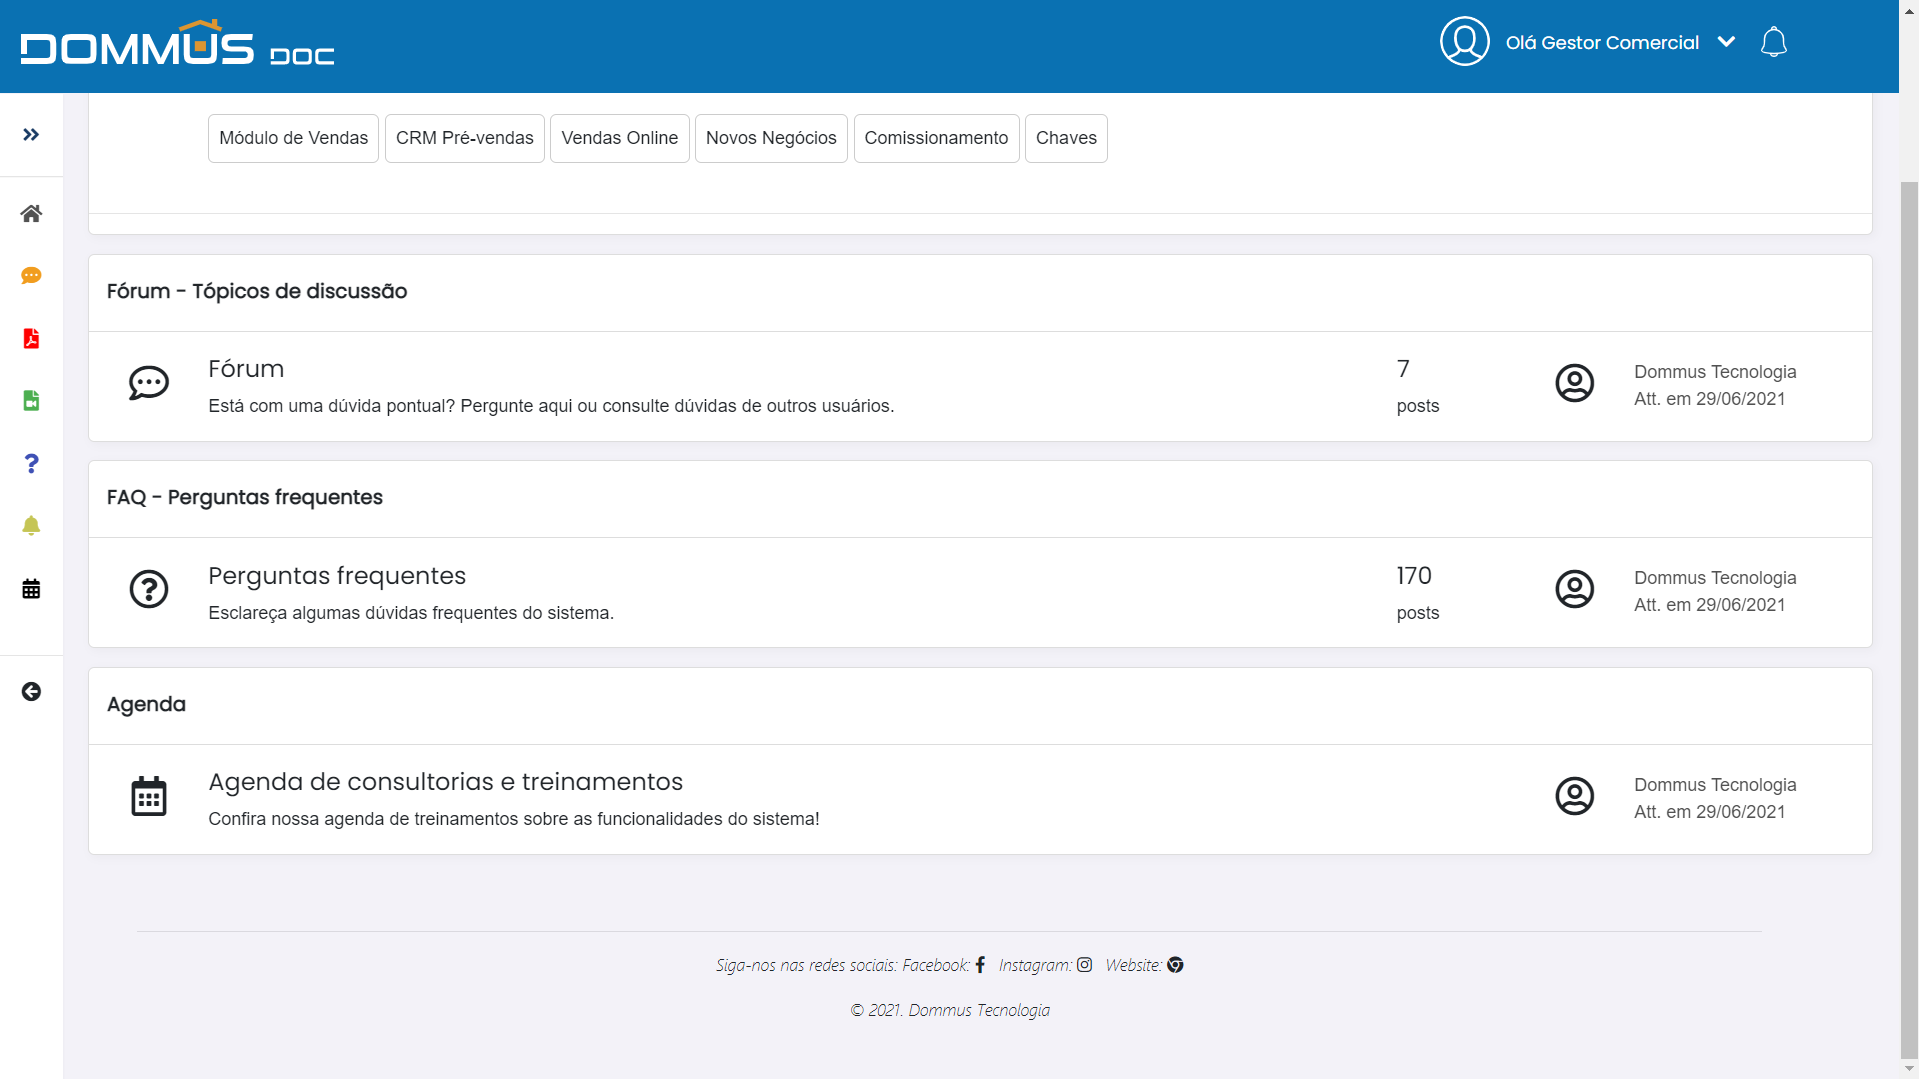 DOMMUS DOC
Olá Gestor Comercial
Módulo de Vendas
CRM Pré-vendas
Vendas Online
Novos Negócios
Comissionamento
Chaves
Fórum - Tópicos de discussão
Fórum
Está com uma dúvida pontual? Pergunte aqui ou consulte dúvidas de outros usuários.
7
posts
Dommus Tecnologia
Att. em 29/06/2021
FAQ - Perguntas frequentes
Perguntas frequentes
Esclareça algumas dúvidas frequentes do sistema.
170
posts
Dommus Tecnologia
Att. em 29/06/2021
Agenda
Agenda de consultorias e treinamentos
Confira nossa agenda de treinamentos sobre as funcionalidades do sistema!
Dommus Tecnologia
Att. em 29/06/2021
Siga-nos nas redes sociais: Facebook: Instagram: Website:
© 2021. Dommus Tecnologia